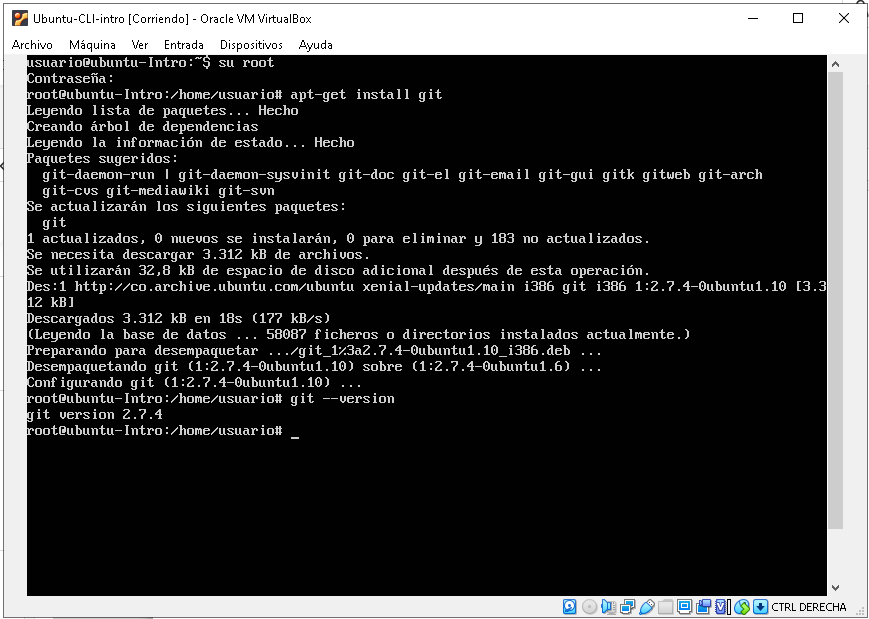 Ubuntu-CLI-intro [Corriendo] - Oracle VM VirtualBox
Archivo Máquina Ver Entrada Dispositivos Ayuda
usuario@ubuntu-Intro:~$ su root
Contraseña:
root@ubuntu-Intro:/home/usuario# apt-get install git
Leyendo lista de paquetes... Hecho
Creando árbol de dependencias
Leyendo la información de estado... Hecho
Paquetes sugeridos:
  git-daemon-run | git-daemon-sysvinit git-doc git-el git-email git-gui gitk gitweb git-arch
  git-cvs git-mediawiki git-svn
Se actualizarán los siguientes paquetes:
  git
1 actualizados, 0 nuevos se instalarán, 0 para eliminar y 183 no actualizados.
Se necesita descargar 3.312 kB de archivos.
Se utilizarán 32,8 kB de espacio de disco adicional después de esta operación.
Des:1 http://co.archive.ubuntu.com/ubuntu xenial-updates/main i386 git i386 1:2.7.4-0ubuntu1.10 [3.3
12 kB]
Descargados 3.312 kB en 18s (177 kB/s)
(Leyendo la base de datos ... 58087 ficheros o directorios instalados actualmente.)
Preparando para desempaquetar .../git_1%3a2.7.4-0ubuntu1.10_i386.deb ...
Desempaquetando git (1:2.7.4-0ubuntu1.10) sobre (1:2.7.4-0ubuntu1.6) ...
Configurando git (1:2.7.4-0ubuntu1.10) ...
root@ubuntu-Intro:/home/usuario# git --version
git version 2.7.4
root@ubuntu-Intro:/home/usuario# _
CTRL DERECHA